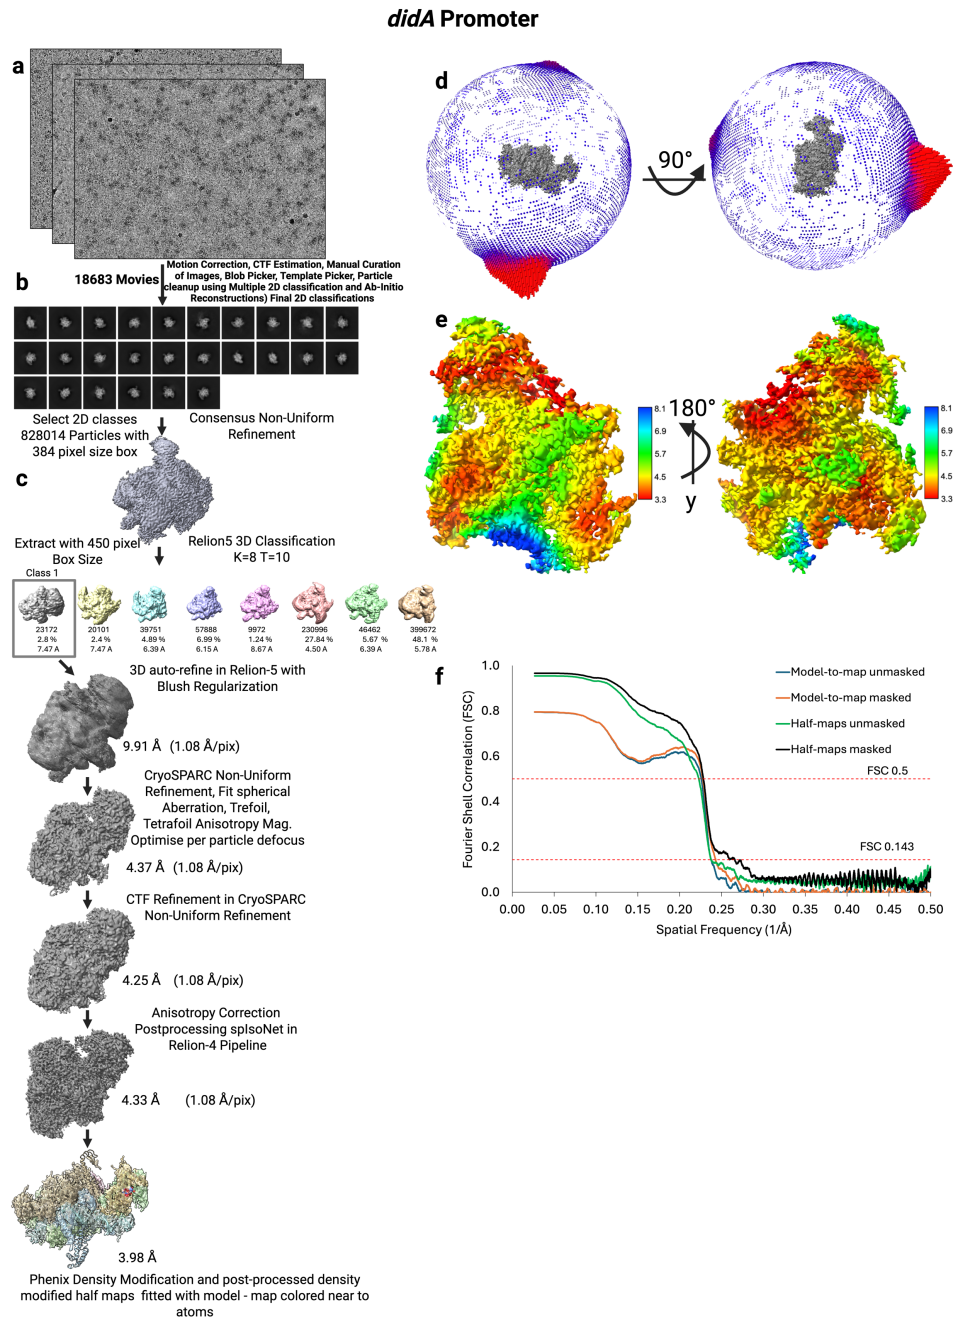 didA Promoter
a
18683 Movies
Motion Correction, CTF Estimation, Manual Curation
of Images, Blob Picker, Template Picker, Particle
cleanup using Multiple 2D classification and Ab-Initio
Reconstructions) Final 2D classifications
b
Select 2D classes
828014 Particles with
384 pixel size box
Consensus Non-Uniform
Refinement
c
Extract with 450 pixel
Box Size
Relion5 3D Classification
K=8 T=10
Class 1
23172 20101 39751 57888 9972 230996 46462 399672
2.8 % 2.4 % 4.89 % 6.99 % 1.24 % 27.84 % 5.67 % 48.1 %
7.47 A 7.47 A 6.39 A 6.15 A 8.67 A 4.50 A 6.39 A 5.78 A
3D auto-refine in Relion-5 with
Blush Regularization
9.91 Å (1.08 Å/pix)
CryoSPARC Non-Uniform
Refinement, Fit spherical
Aberration, Trefoil,
Tetrafoil Anisotropy Mag.
Optimise per particle defocus
4.37 Å (1.08 Å/pix)
CTF Refinement in CryoSPARC
Non-Uniform Refinement
4.25 Å (1.08 Å/pix)
Anisotropy Correction
Postprocessing spIsoNet in
Relion-4 Pipeline
4.33 Å (1.08 Å/pix)
3.98 Å
Phenix Density Modification and post-processed density
modified half maps fitted with model - map colored near to
atoms
d
90°
e
8.1
6.9
5.7
4.5
3.3
180°
y
8.1
6.9
5.7
4.5
3.3
f
Fourier Shell Correlation (FSC)
1.0
0.8
0.6
0.4
0.2
0.0
Model-to-map unmasked
Model-to-map masked
Half-maps unmasked
Half-maps masked
FSC 0.5
FSC 0.143
0.00 0.05 0.10 0.15 0.20 0.25 0.30 0.35 0.40 0.45 0.50
Spatial Frequency (1/Å)